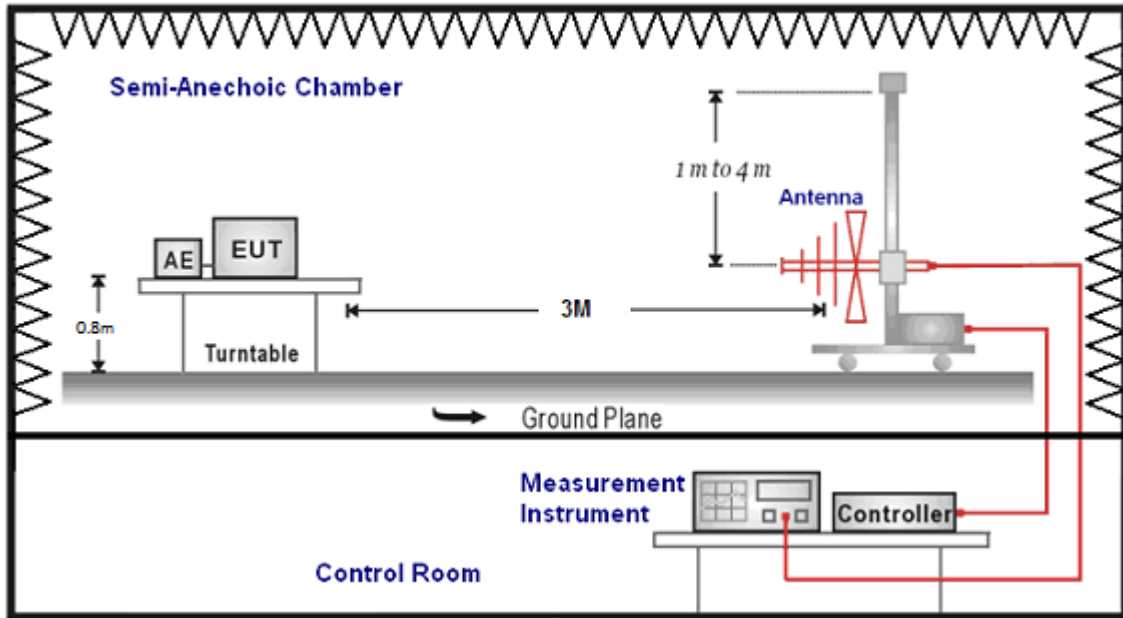 Semi-Anechoic Chamber
1 m to 4 m
Antenna
AE
EUT
3M
0.8m
Turntable
Ground Plane
Measurement
Instrument
Controller
Control Room